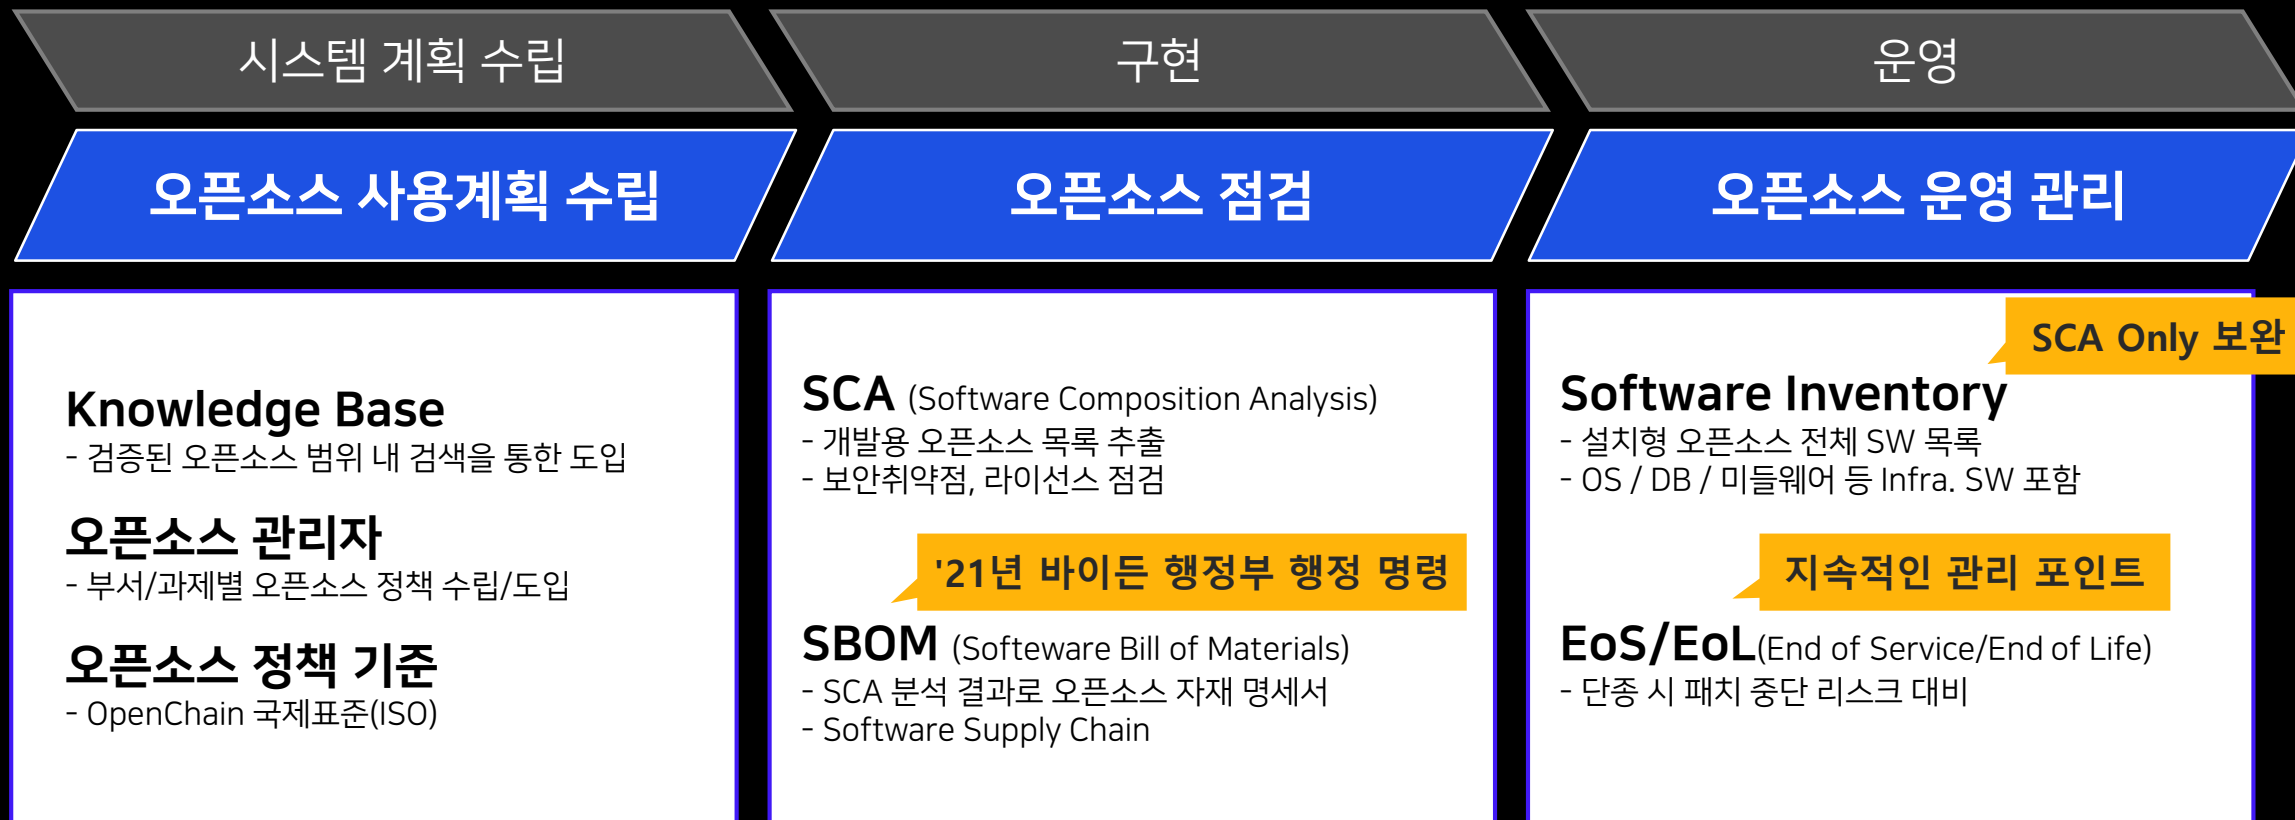 시스템 계획 수립
구현
운영
오픈소스 사용계획 수립
오픈소스 점검
오픈소스 운영 관리
Knowledge Base
- 검증된 오픈소스 범위 내 검색을 통한 도입
오픈소스 관리자
- 부서/과제별 오픈소스 정책 수립/도입
오픈소스 정책 기준
- OpenChain 국제표준(ISO)
SCA (Software Composition Analysis)
- 개발용 오픈소스 목록 추출
- 보안취약점, 라이선스 점검
'21년 바이든 행정부 행정 명령
SBOM (Softeware Bill of Materials)
- SCA 분석 결과로 오픈소스 자재 명세서
- Software Supply Chain
SCA Only 보완
Software Inventory
- 설치형 오픈소스 전체 SW 목록
- OS / DB / 미들웨어 등 Infra. SW 포함
지속적인 관리 포인트
EoS/EoL(End of Service/End of Life)
- 단종 시 패치 중단 리스크 대비